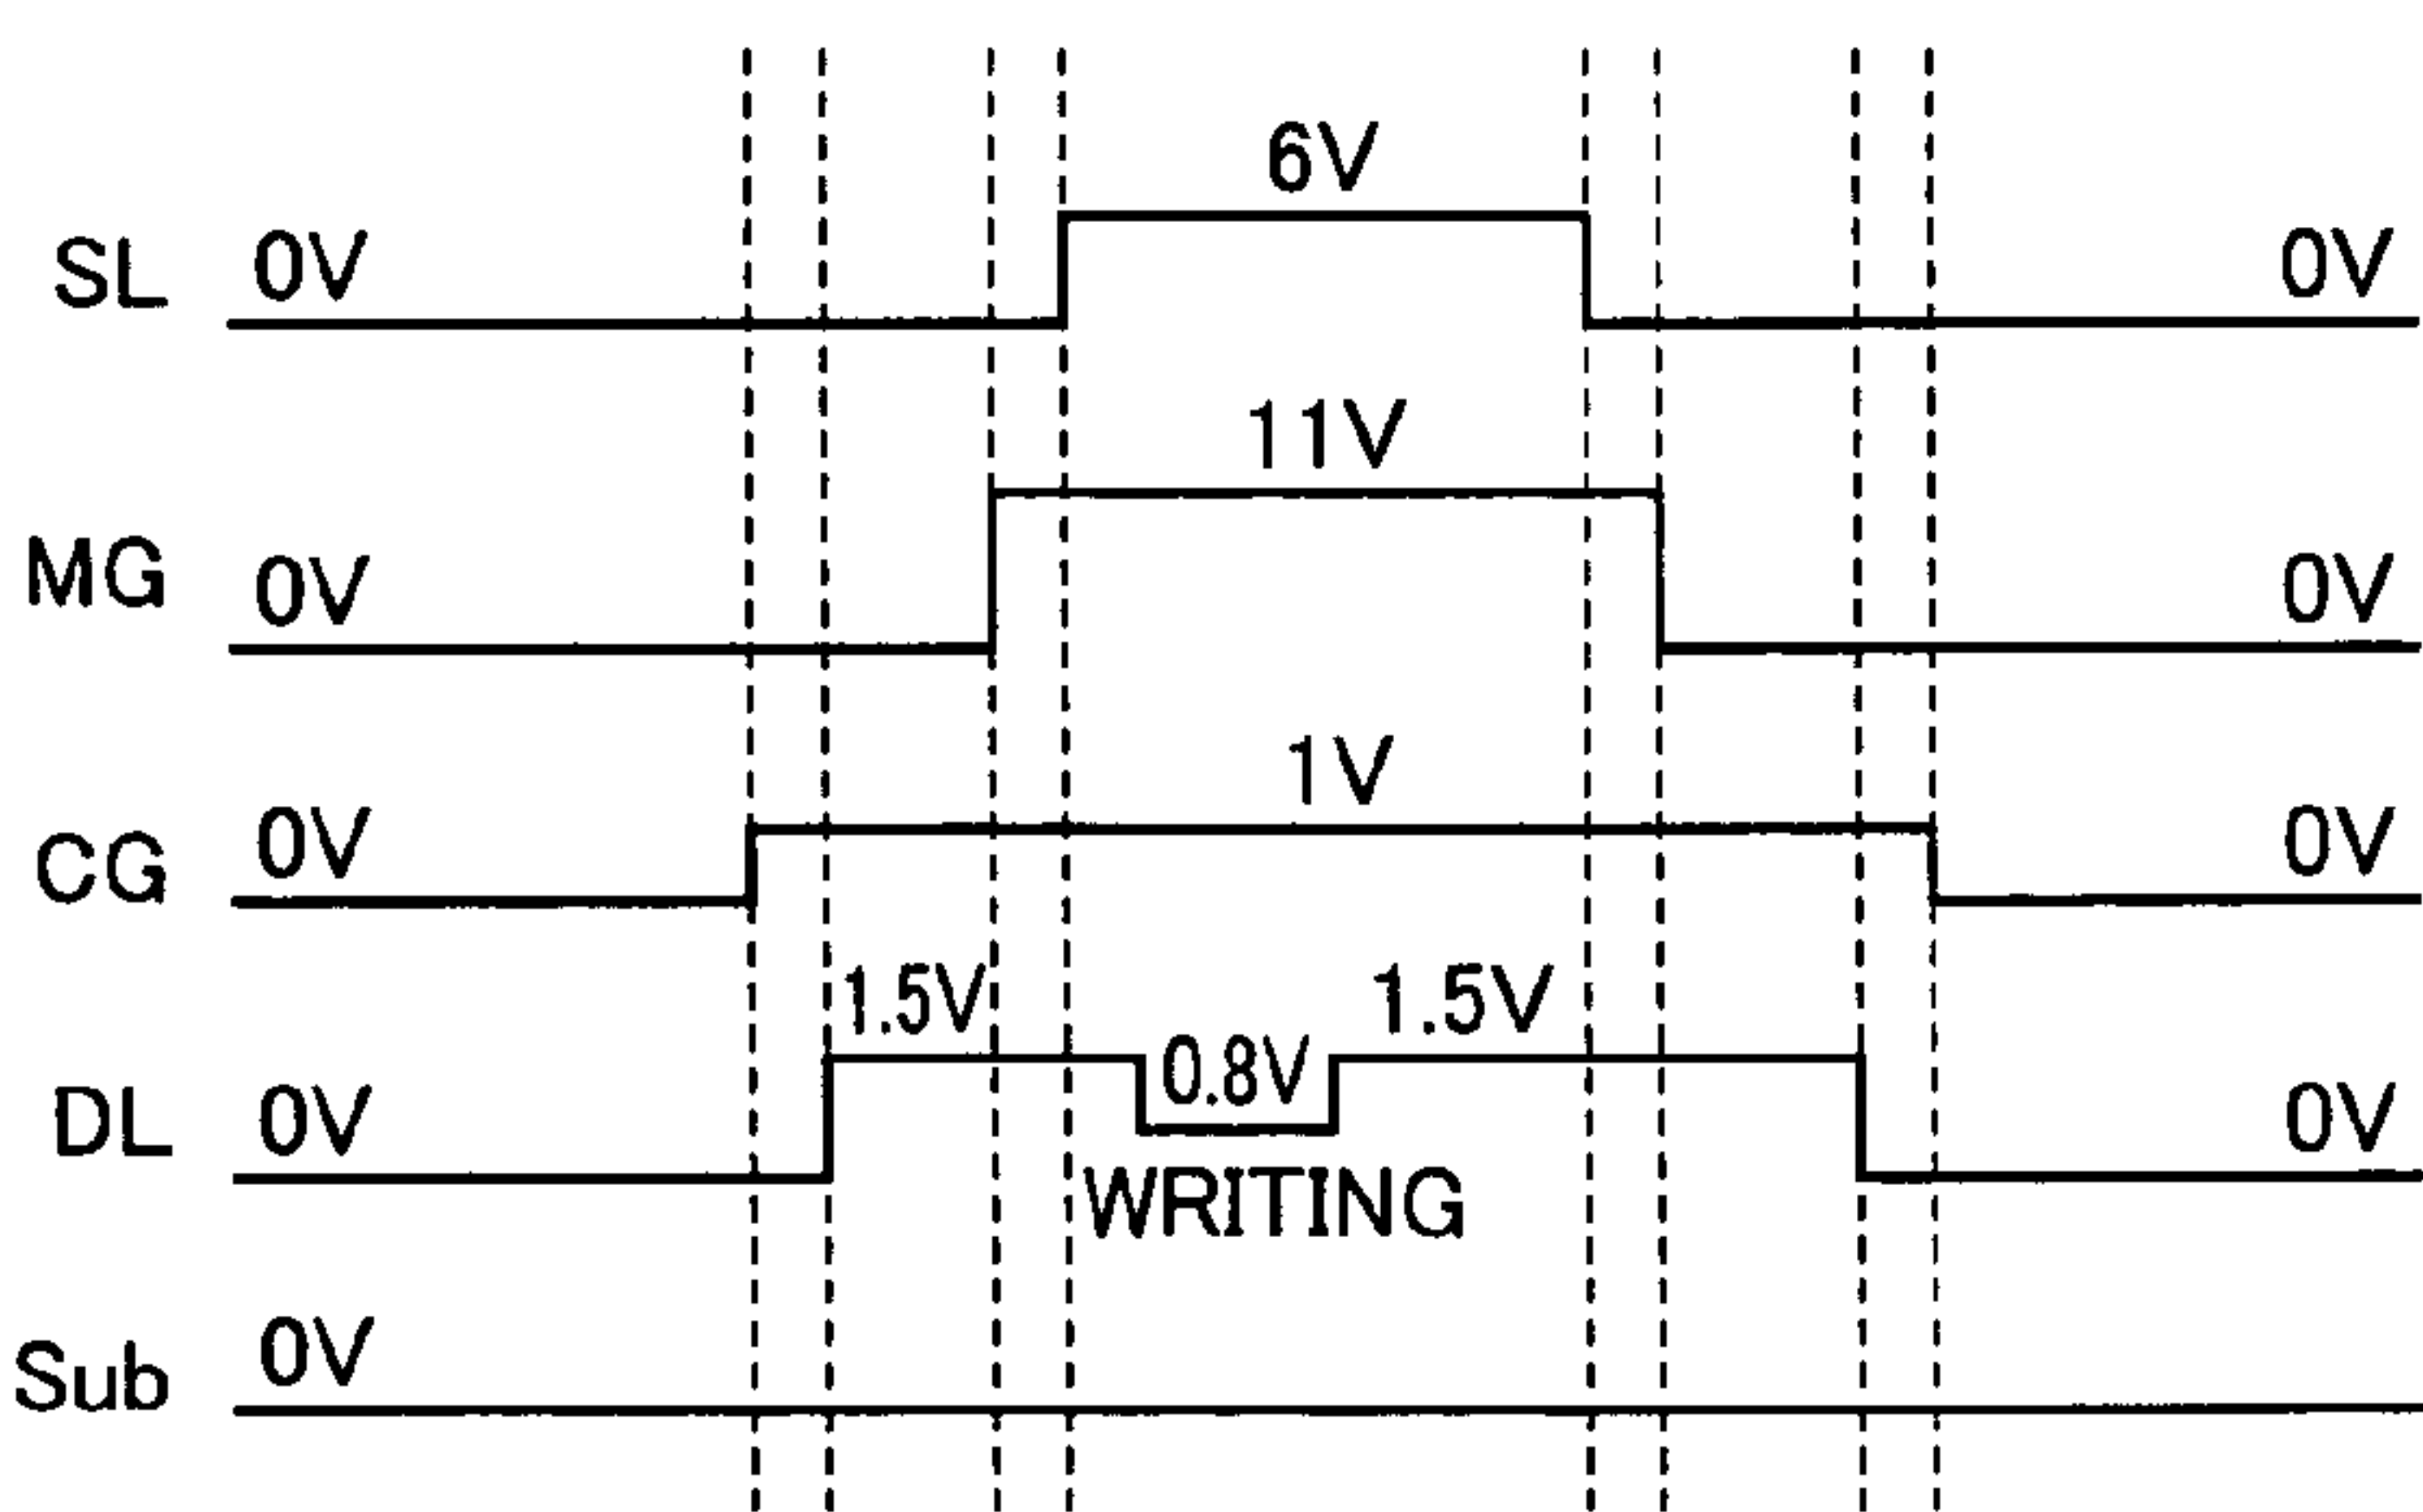 6V
SL 0V 0V
11V
MG 0V 0V
1V
CG 0V 0V
1.5V 1.5V
0.8V
DL 0V 0V
WRITING
Sub 0V